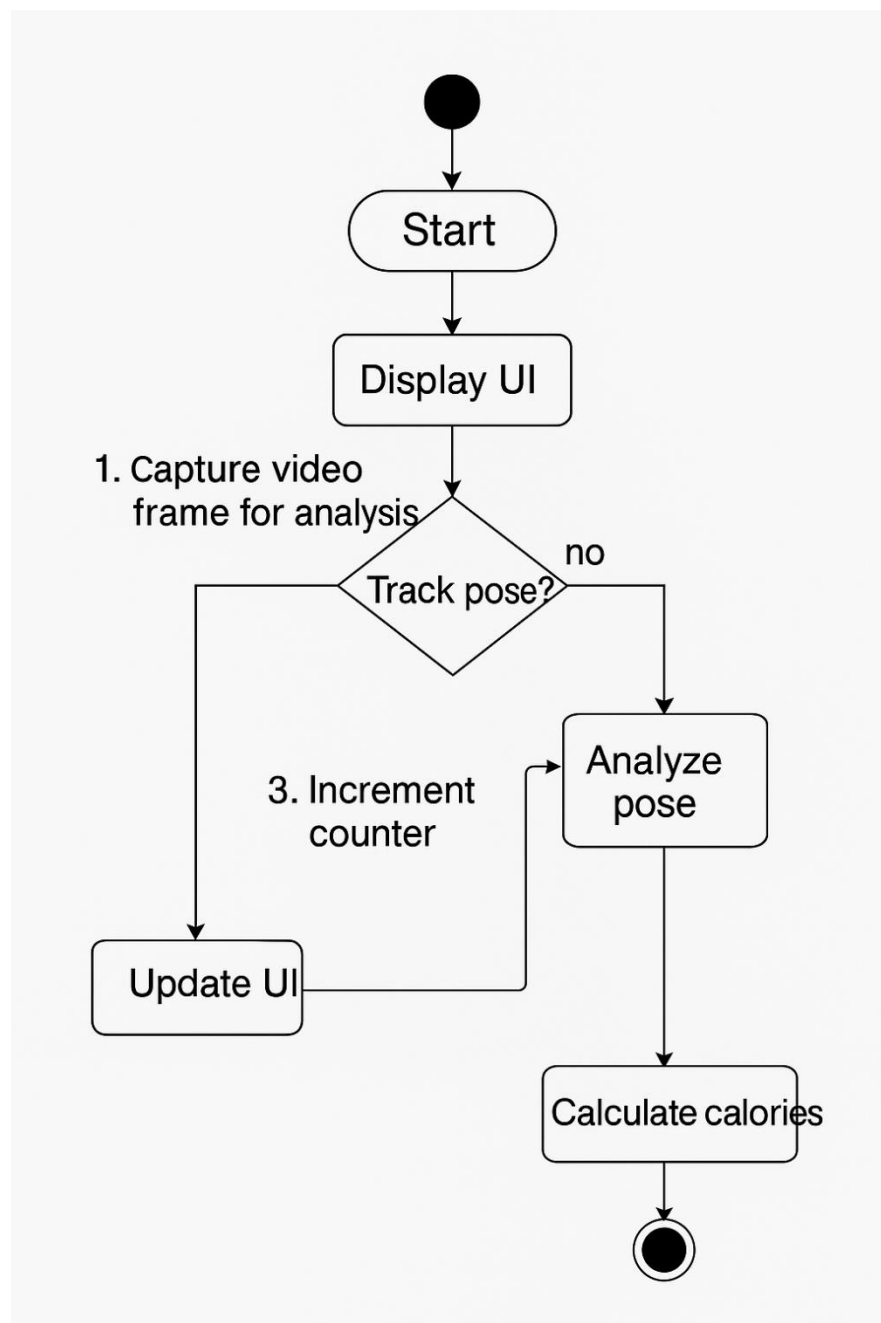 Start
Display UI
1. Capture video
frame for analysis
Track pose?
no
Analyze
pose
3. Increment
counter
Update UI
Calculate calories